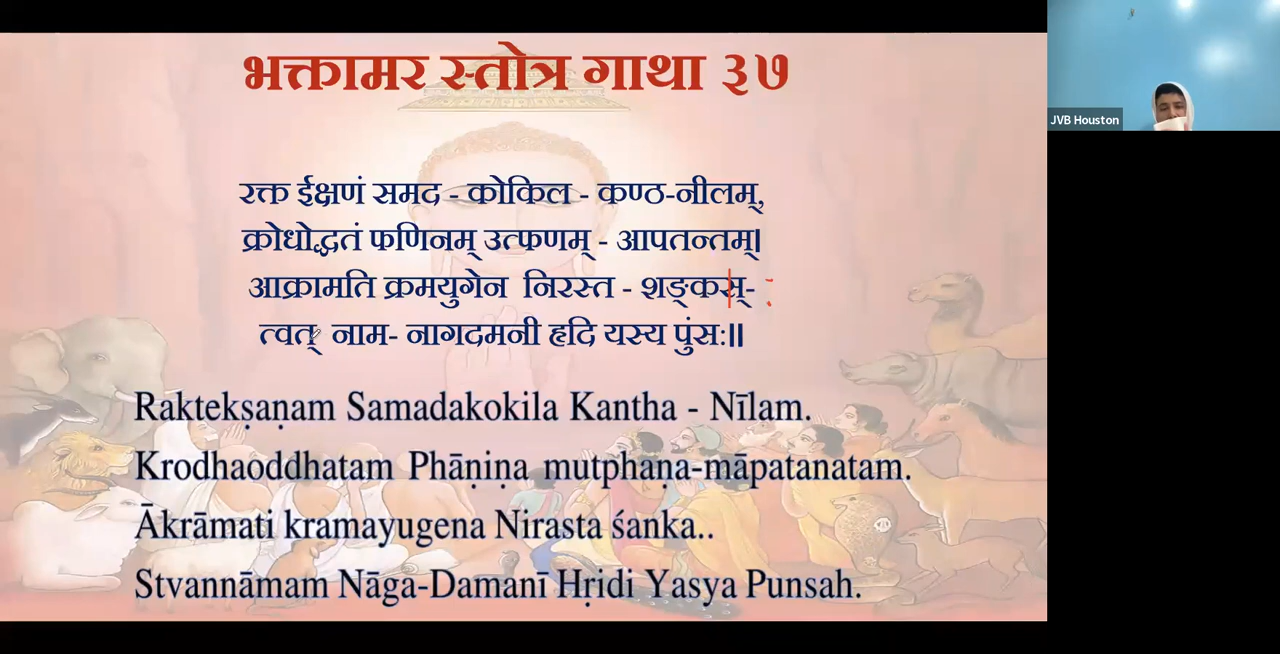 भक्तामर स्तोत्र गाथा ३७
रक्त ईक्षणं समद - कोकिल - कण्ठ-नीलम्,
क्रोधोद्धतं फणिनम् उत्फणम् - आपतन्तम्।
आक्रामति क्रमयुगेन निरस्त - शङ्कस्-
त्वत् नाम- नागदमनी हृदि यस्य पुंसः॥
Raktekṣaṇam Samadakokila Kantha - Nīlam.
Krodhaoddhatam Phāṇiṇa mutphaṇa-māpatanatam.
Ākrāmati kramayugena Nirasta śanka..
Stvannāmam Nāga-Damanī Hṛidi Yasya Punsah.
JVB Houston